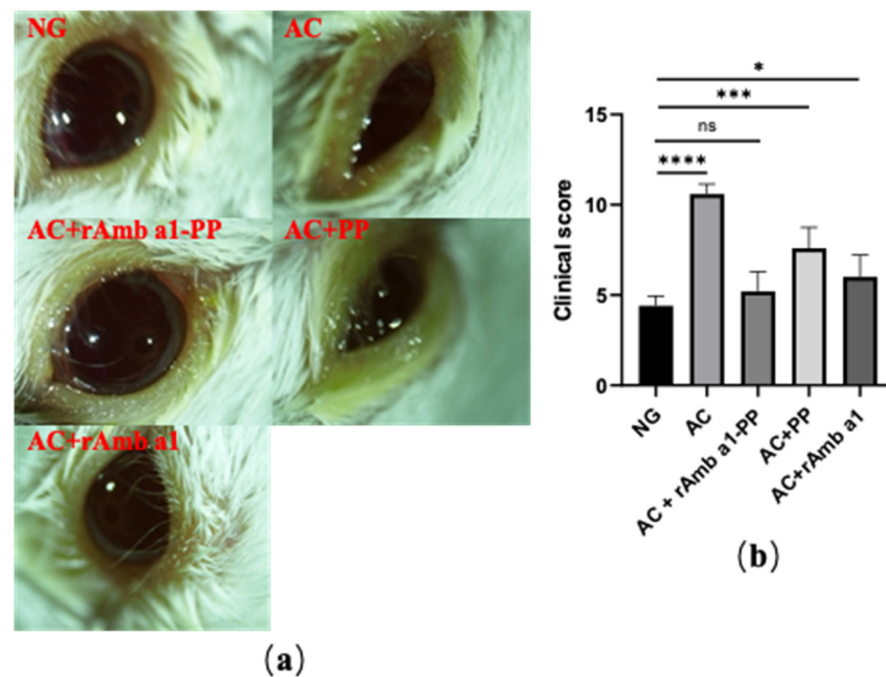 NG
AC
AC+rAmb a1-PP
AC+PP
AC+rAmb a1
(a)
*
***
ns
****
15
10
5
0
Clinical score
NG
AC
AC + rAmb a1-PP
AC+PP
AC+rAmb a1
(b)